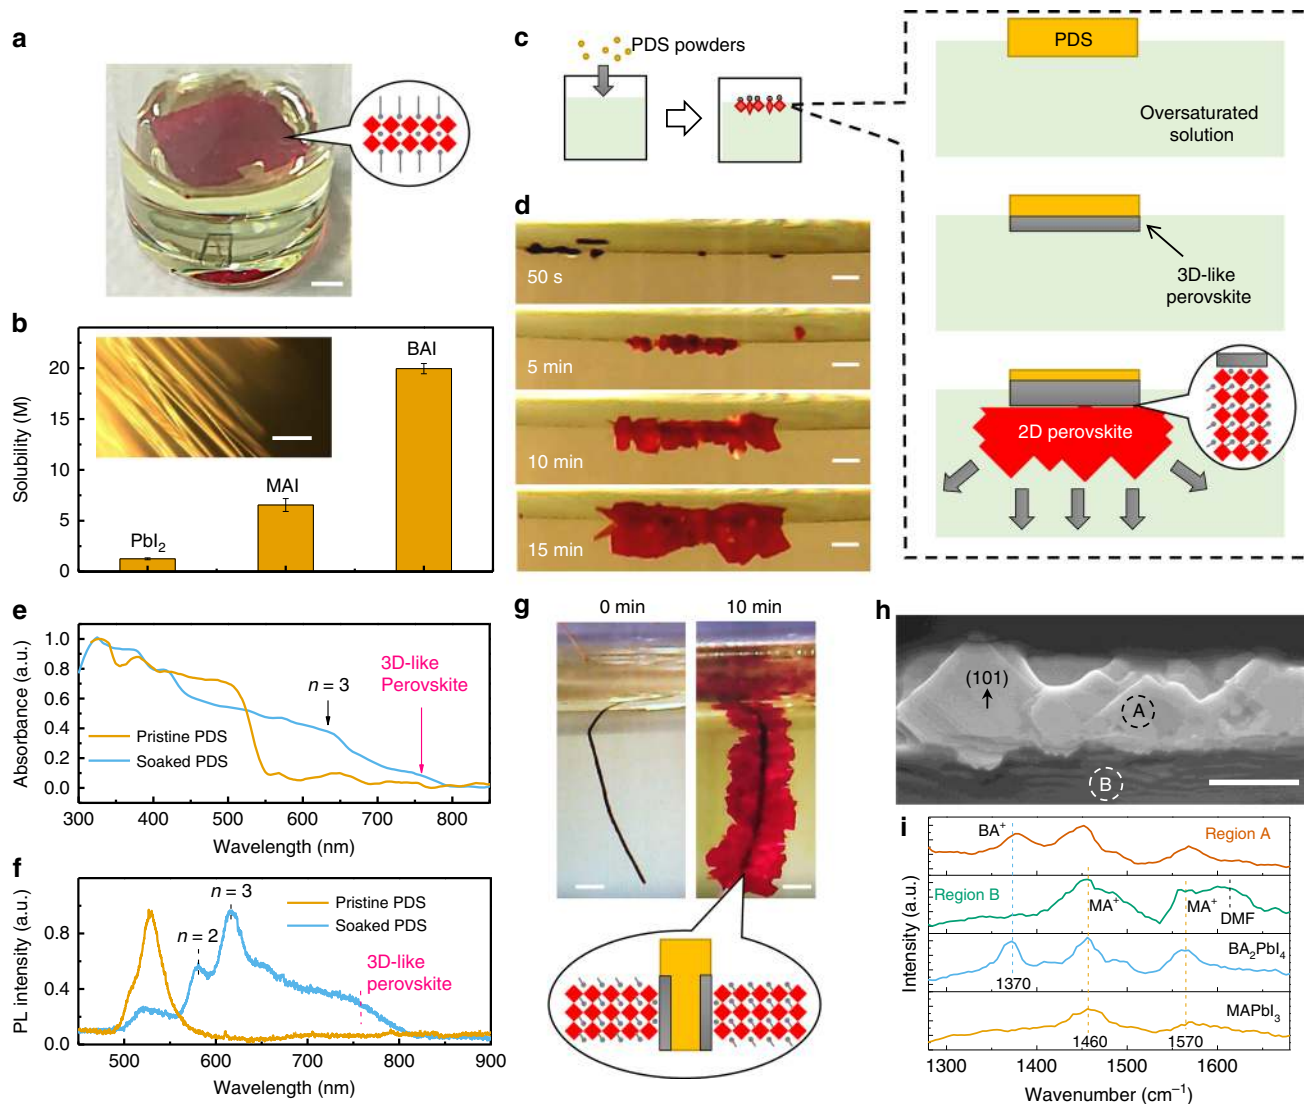 a
b
BAI
MAI
PbI₂
Solubility (M)
20
15
10
5
0
c
PDS powders
PDS
Oversaturated
solution
3D-like
perovskite
2D perovskite
d
50 s
5 min
10 min
15 min
e
1.0
0.8
0.6
0.4
0.2
0.0
Absorbance (a.u.)
n = 3
3D-like
Perovskite
Pristine PDS
Soaked PDS
300 400 500 600 700 800
Wavelength (nm)
f
PL intensity (a.u.)
0.8
0.4
0.0
n = 2
n = 3
Pristine PDS
Soaked PDS
3D-like
perovskite
500 600 700 800 900
Wavelength (nm)
g
0 min 10 min
h
(101)
A
B
i
Intensity (a.u.)
BA⁺
Region A
Region B
MA⁺
MA⁺
DMF
BA₂PbI₄
1370
MAPbI₃
1460
1570
1300 1400 1500 1600
Wavenumber (cm⁻¹)